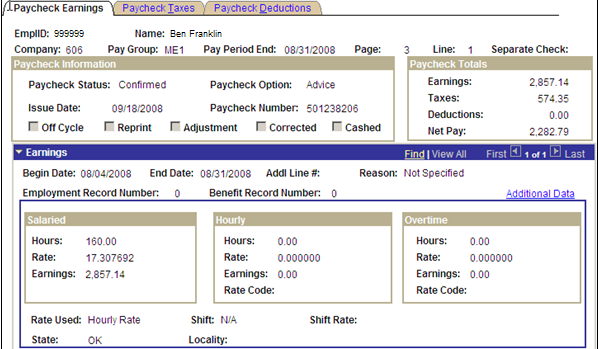 Paycheck Earnings Paycheck Taxes Paycheck Deductions
EmplID: 999999 Name: Ben Franklin
Company: 606 Pay Group: ME1 Pay Period End: 08/31/2008 Page: 3 Line: 1 Separate Check:
Paycheck Information Paycheck Totals
Paycheck Status: Confirmed Paycheck Option: Advice Earnings: 2,857.14
Issue Date: 09/18/2008 Paycheck Number: 501238206 Taxes: 574.35
Deductions: 0.00
Off Cycle Reprint Adjustment Corrected Cashed Net Pay: 2,282.79
Earnings Find | View All First 1 of 1 Last
Begin Date: 08/04/2008 End Date: 08/31/2008 Addl Line #: Reason: Not Specified
Employment Record Number: 0 Benefit Record Number: 0 Additional Data
Salaried Hourly Overtime
Hours: 160.00 Hours: 0.00 Hours: 0.00
Rate: 17.307692 Rate: 0.000000 Rate: 0.000000
Earnings: 2,857.14 Earnings: 0.00 Earnings: 0.00
Rate Code: Rate Code:
Rate Used: Hourly Rate Shift: N/A Shift Rate:
State: OK Locality: